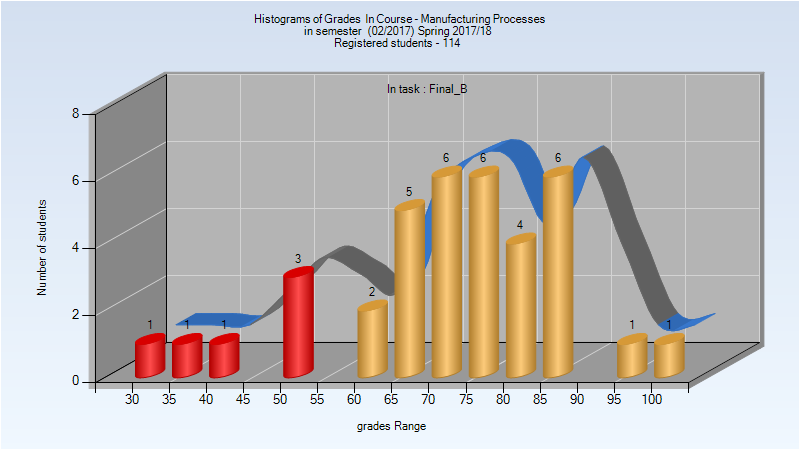 Histograms of Grades In Course - Manufacturing Processes
in semester (02/2017) Spring 2017/18
Registered students - 114
In task : Final_B
8
6
4
2
0
Number of students
1 1 1 3 2 5 6 6 4 6 1 1
30 35 40 45 50 55 60 65 70 75 80 85 90 95 100
grades Range